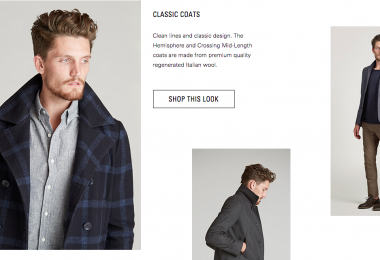 CLASSIC COATS
Clean lines and classic design. The
Hemisphere and Crossing Mid-Length
coats are made from premium quality
regenerated Italian wool.
SHOP THIS LOOK